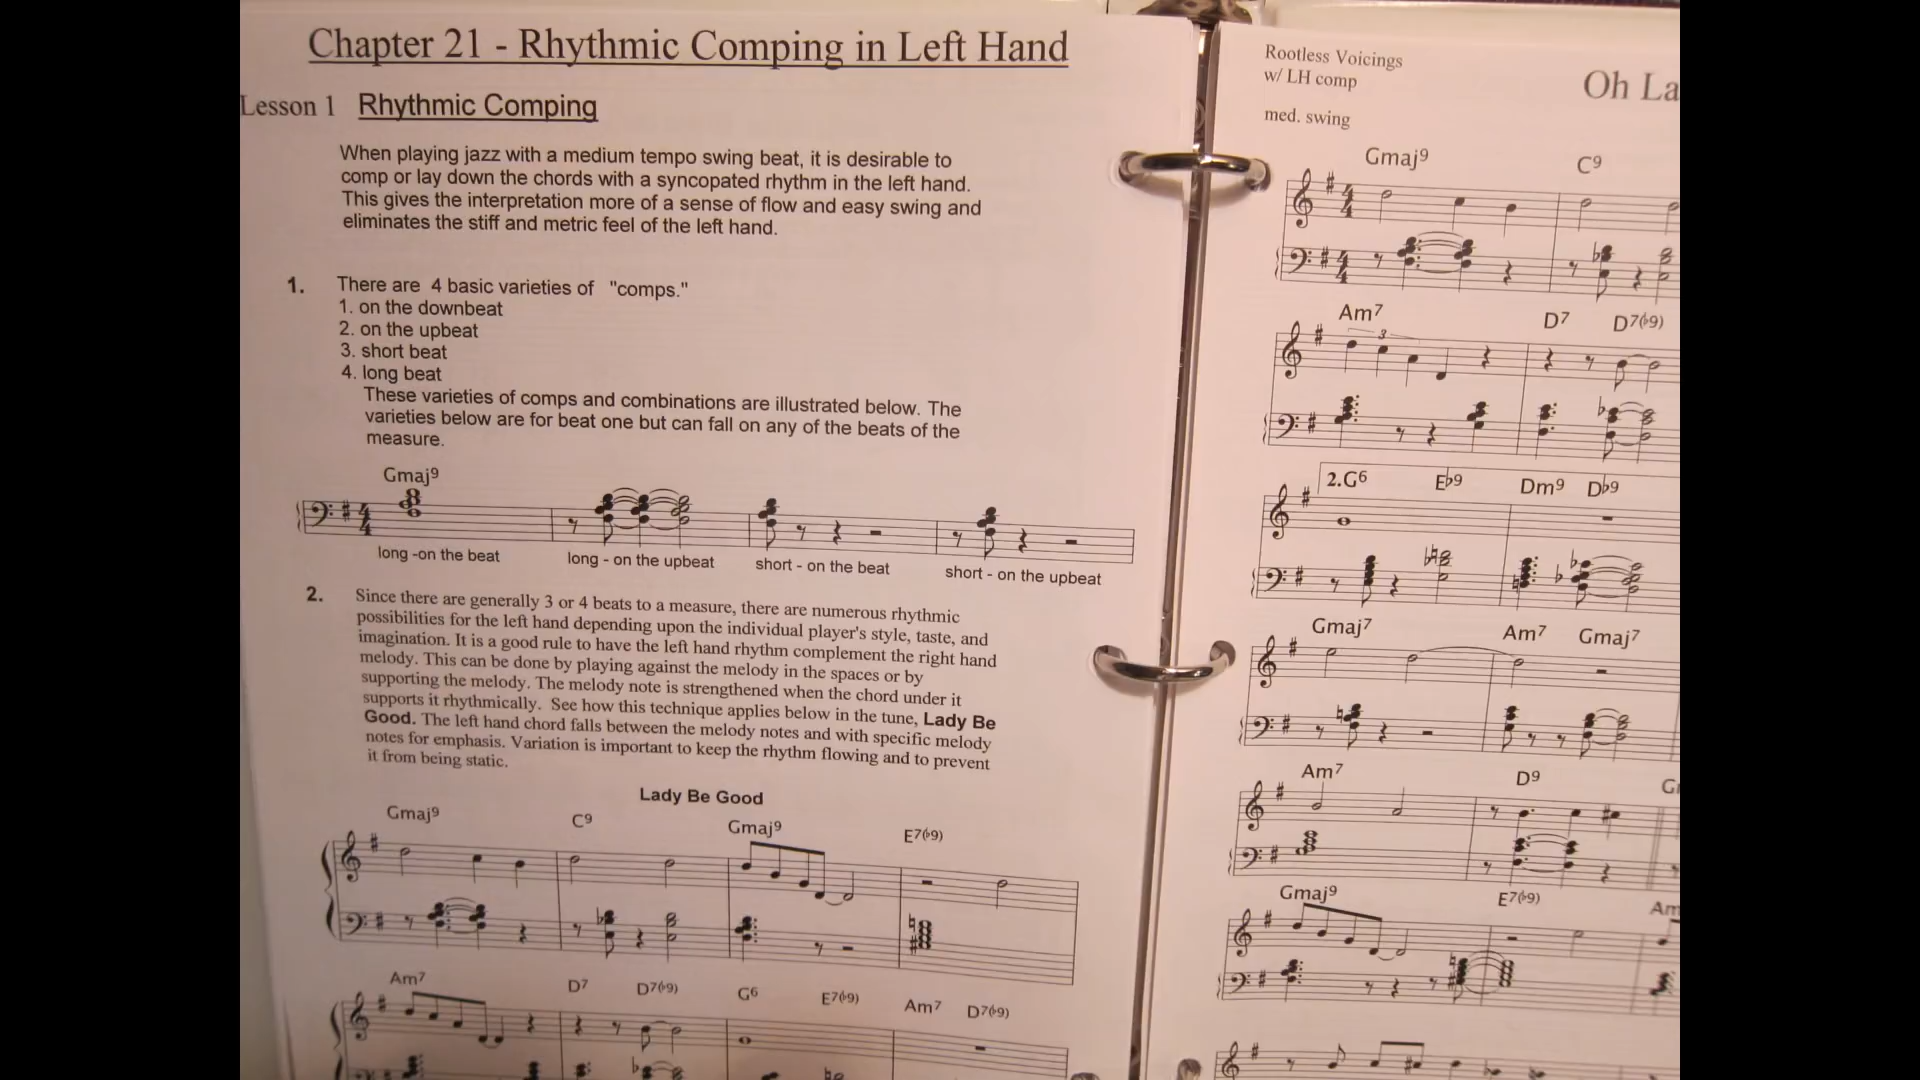 Chapter 21 - Rhythmic Comping in Left Hand
Lesson 1 Rhythmic Comping
When playing jazz with a medium tempo swing beat, it is desirable to
comp or lay down the chords with a syncopated rhythm in the left hand.
This gives the interpretation more of a sense of flow and easy swing and
eliminates the stiff and metric feel of the left hand.
1. There are 4 basic varieties of "comps."
1. on the downbeat
2. on the upbeat
3. short beat
4. long beat
These varieties of comps and combinations are illustrated below. The
varieties below are for beat one but can fall on any of the beats of the
measure.
Gmaj9
long -on the beat long - on the upbeat short - on the beat short - on the upbeat
2. Since there are generally 3 or 4 beats to a measure, there are numerous rhythmic
possibilities for the left hand depending upon the individual player's style, taste, and
imagination. It is a good rule to have the left hand rhythm complement the right hand
melody. This can be done by playing against the melody in the spaces or by
supporting the melody. The melody note is strengthened when the chord under it
supports it rhythmically. See how this technique applies below in the tune, Lady Be
Good. The left hand chord falls between the melody notes and with specific melody
notes for emphasis. Variation is important to keep the rhythm flowing and to prevent
it from being static.
Lady Be Good
Gmaj9 C9 Gmaj9 E7(♭9)
Am7 D7 D7(♭9) G6 E7(♭9) Am7 D7(♭9)
Rootless Voicings
w/ LH comp
Oh La
med. swing
Gmaj9 C9
Am7 D7 D7(♭9)
3
2.G6 E♭9 Dm9 D♭9
Gmaj7 Am7 Gmaj7
Am7 D9
Gmaj9 E7(♭9) Am